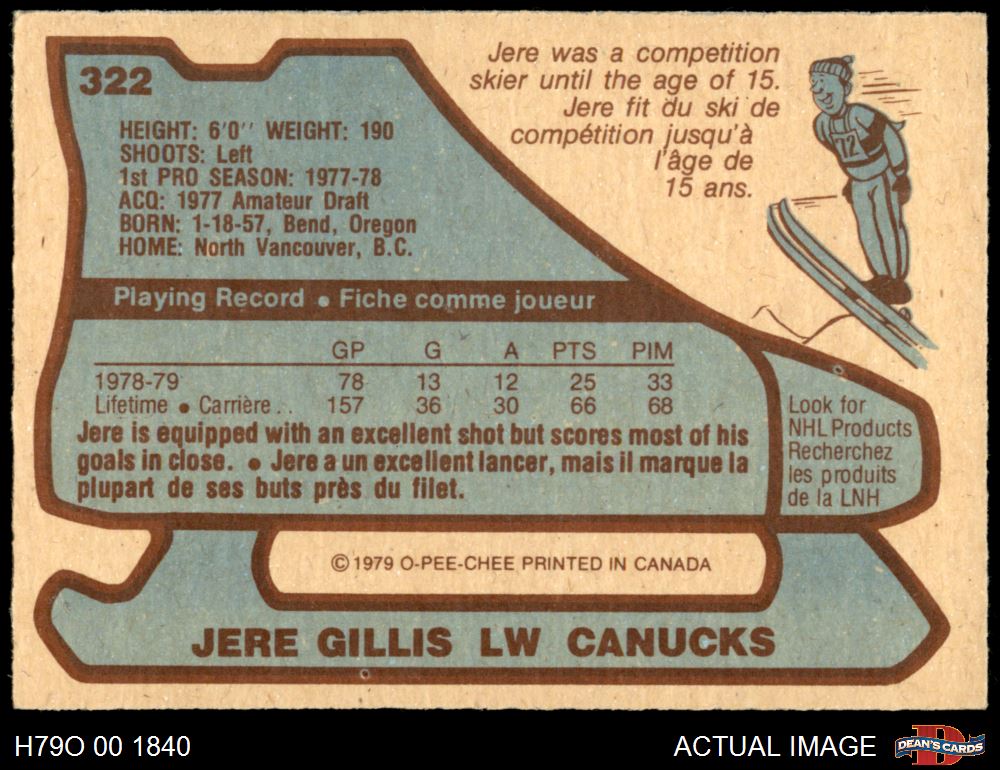 322
Jere was a competition
skier until the age of 15.
Jere fit du ski de
compétition jusqu'à
l'âge de
15 ans.
72
HEIGHT: 6'0'' WEIGHT: 190
SHOOTS: Left
1st PRO SEASON: 1977-78
ACQ: 1977 Amateur Draft
BORN: 1-18-57, Bend, Oregon
HOME: North Vancouver, B.C.
Playing Record • Fiche comme joueur
GP G A PTS PIM
1978-79 78 13 12 25 33
Lifetime • Carrière.. 157 36 30 66 68
Jere is equipped with an excellent shot but scores most of his
goals in close. • Jere a un excellent lancer, mais il marque la
plupart de ses buts près du filet.
Look for
NHL Products
Recherchez
les produits
de la LNH
© 1979 O-PEE-CHEE PRINTED IN CANADA
JERE GILLIS LW CANUCKS
H79O 00 1840
ACTUAL IMAGE
D
DEAN'S CARDS